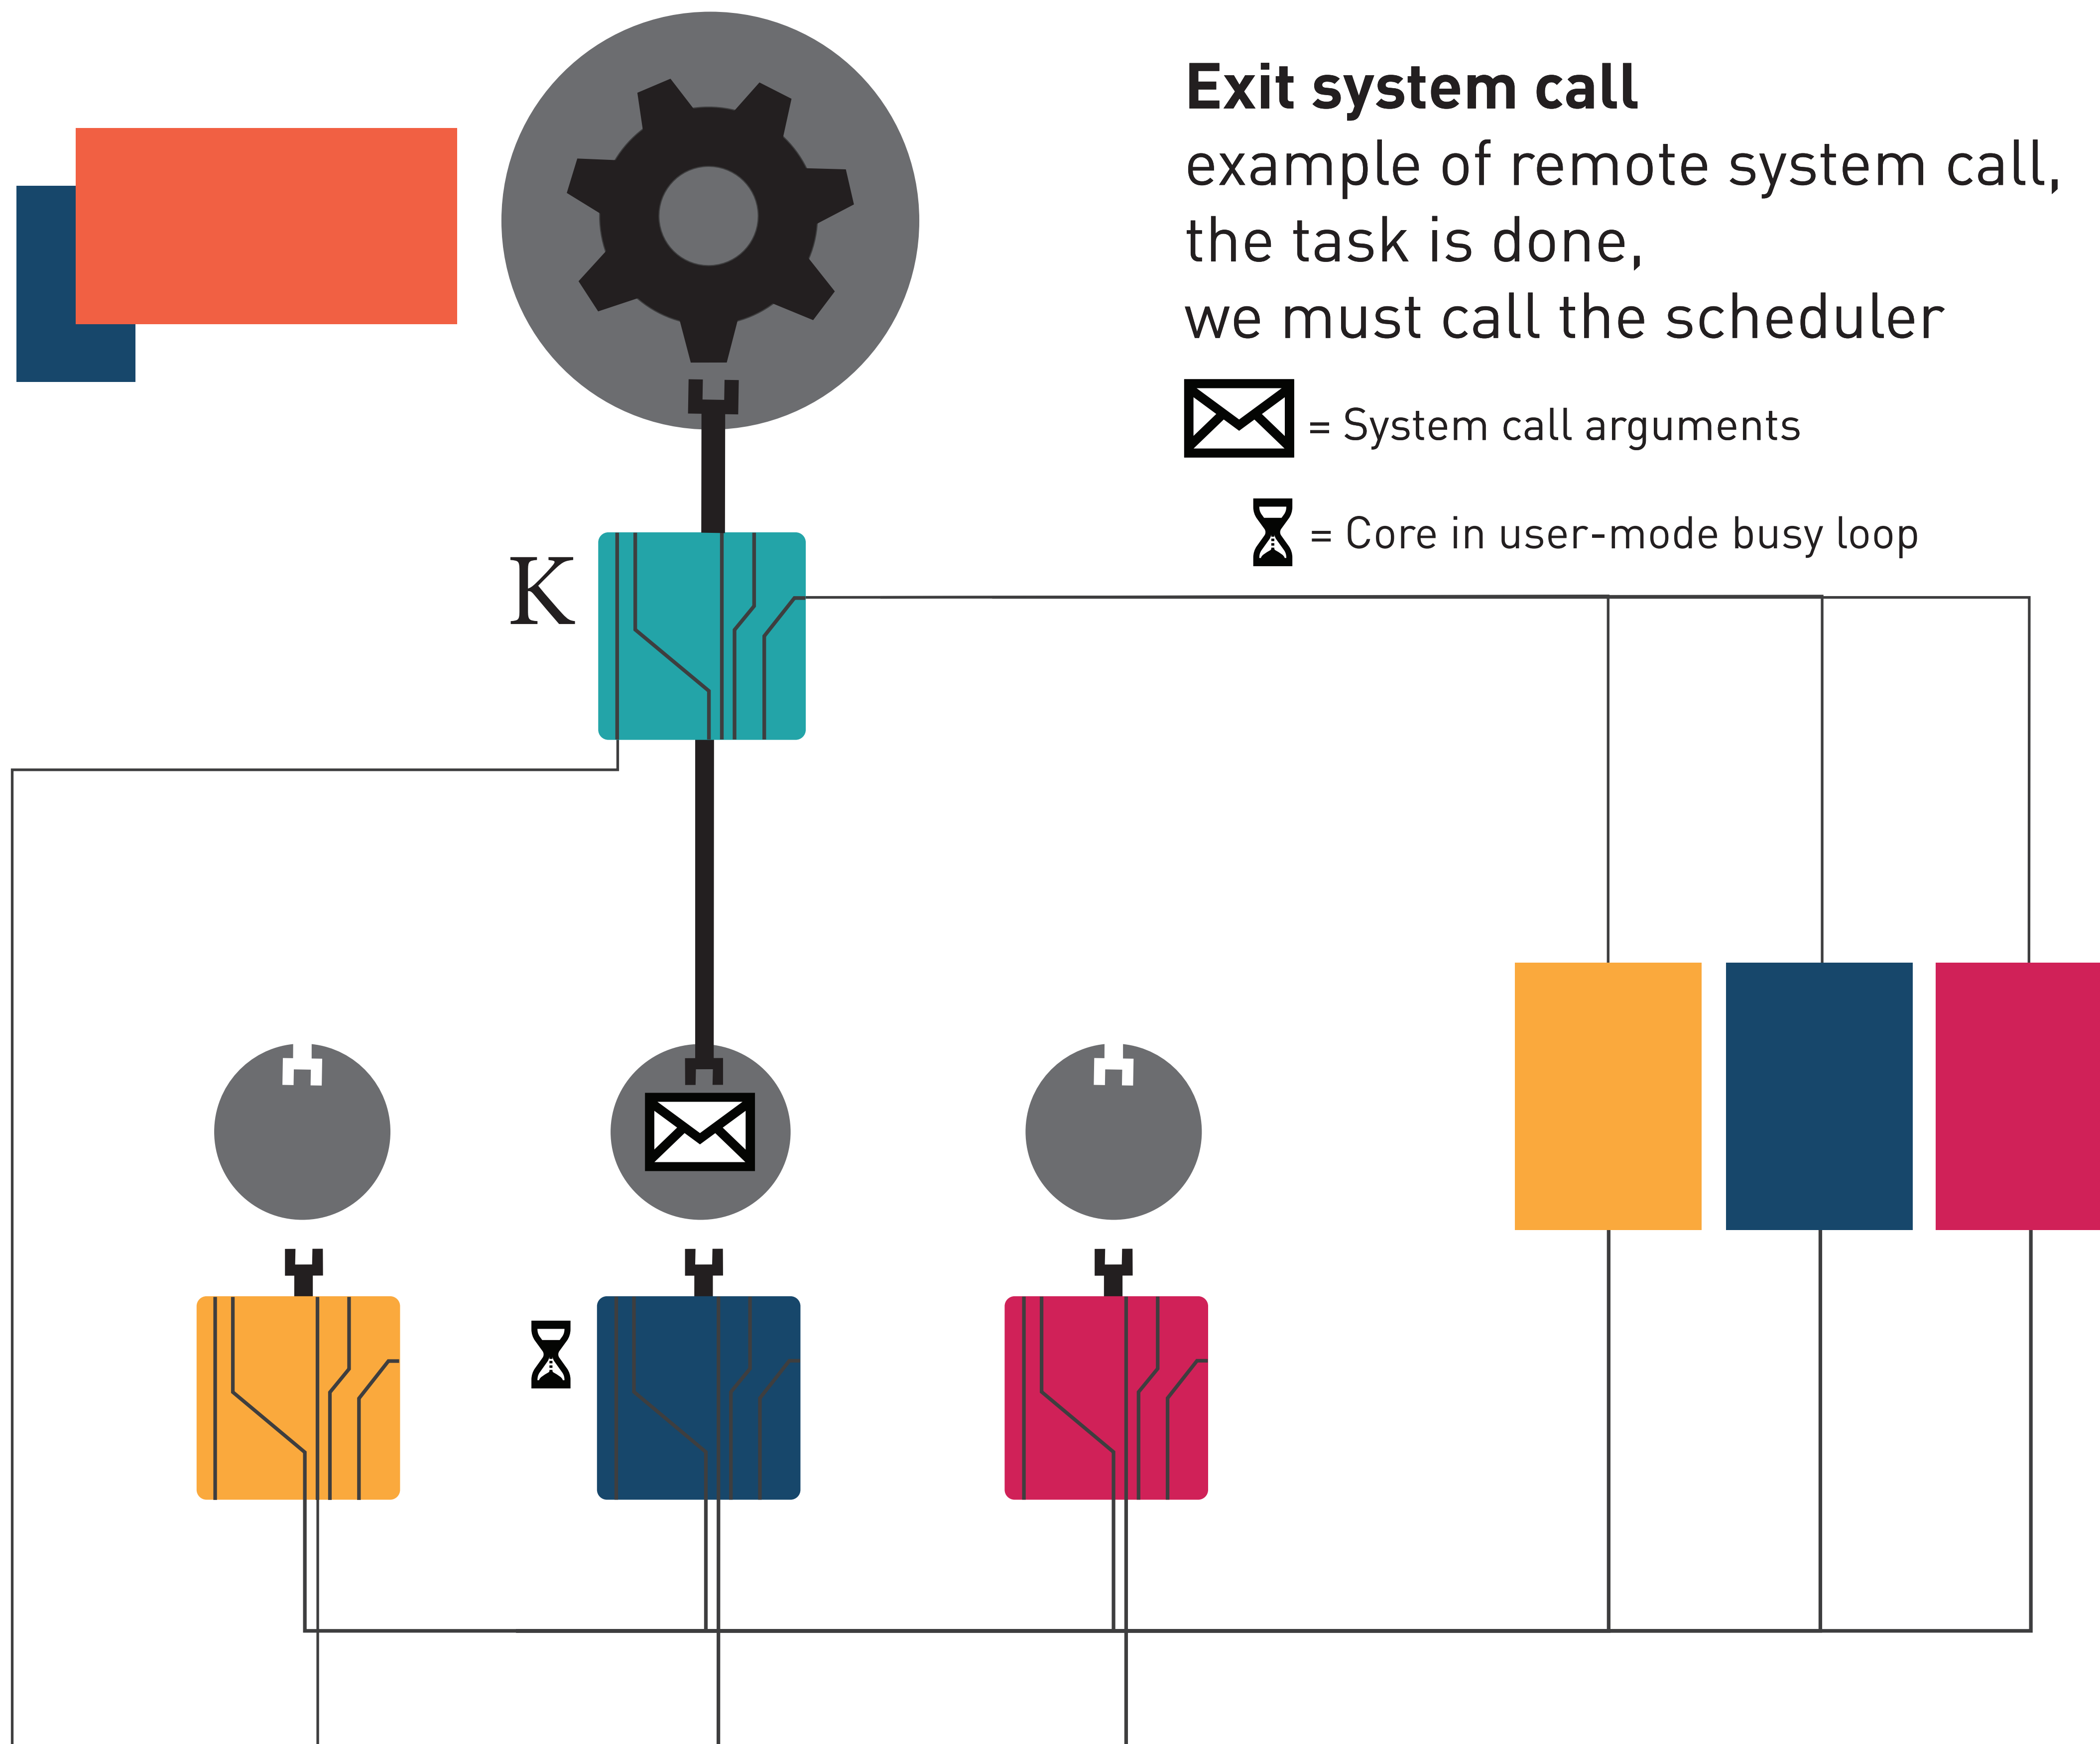 Exit system call
example of remote system call,
the task is done,
we must call the scheduler
= System call arguments
= Core in user-mode busy loop
K